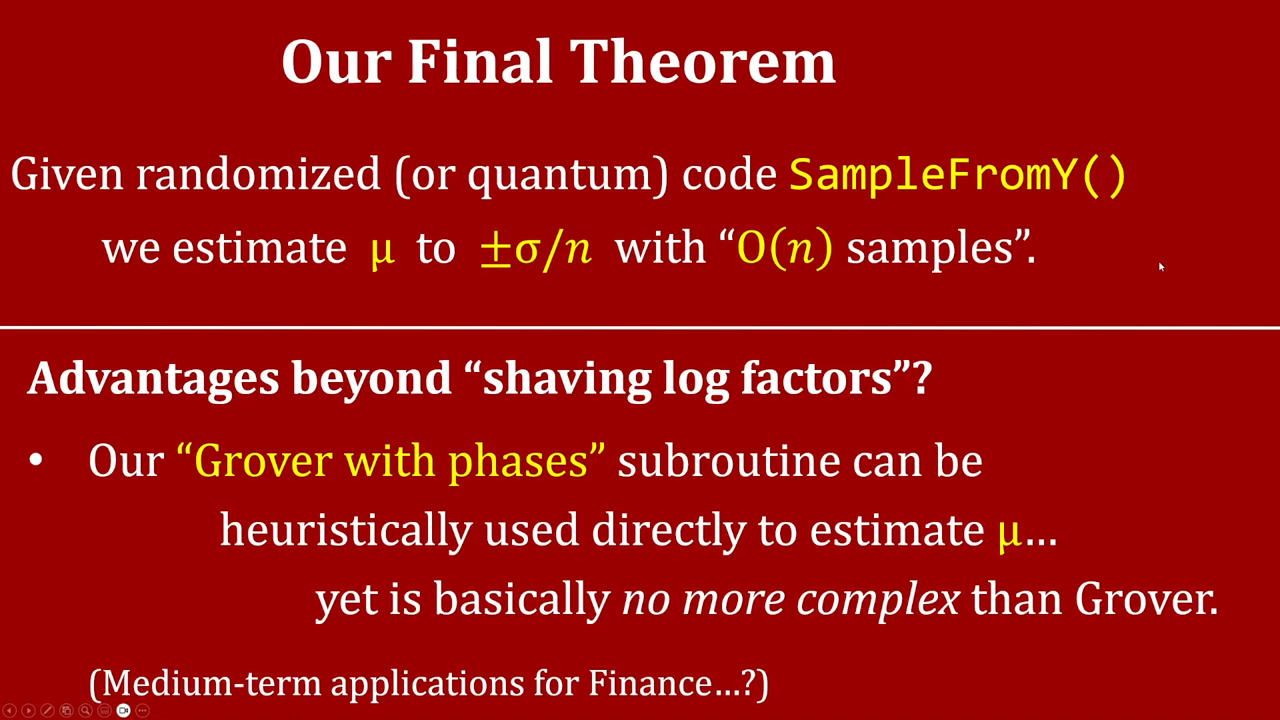 Our Final Theorem
Given randomized (or quantum) code SampleFromY()
we estimate μ to ±σ/n with “O(n) samples”.
Advantages beyond “shaving log factors”?
• Our “Grover with phases” subroutine can be
heuristically used directly to estimate μ…
yet is basically no more complex than Grover.
(Medium-term applications for Finance…?)